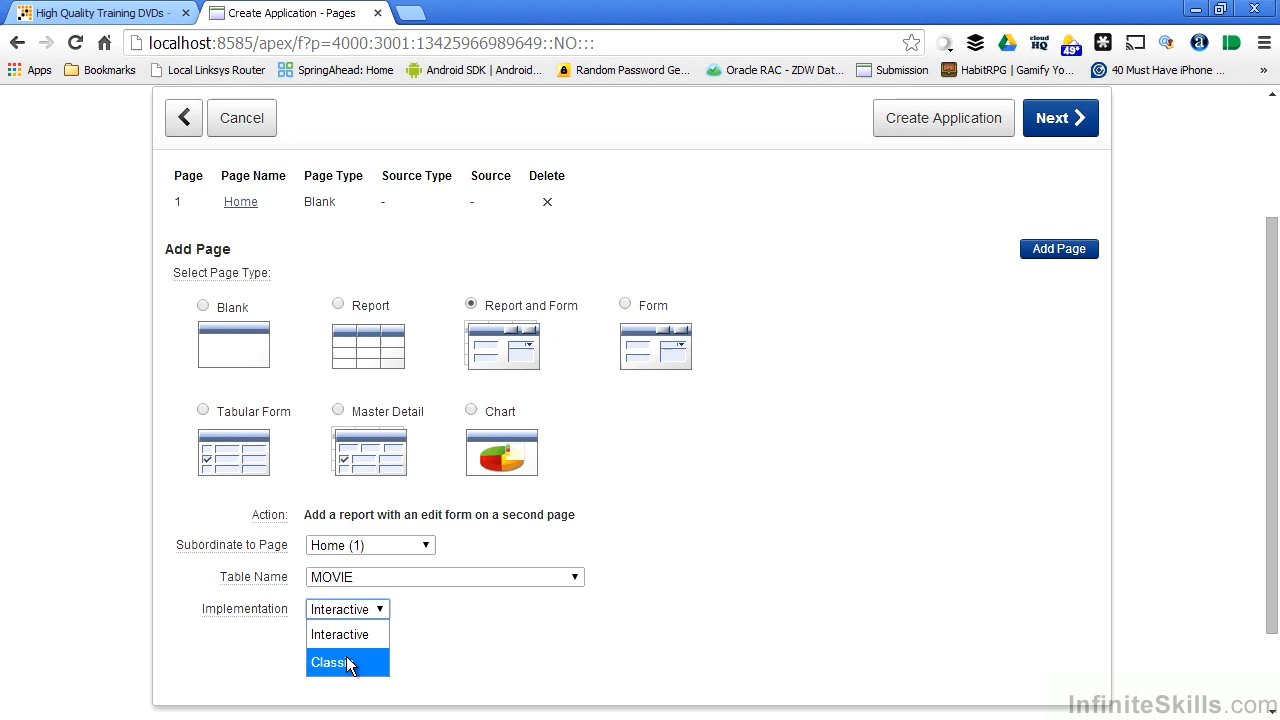 High Quality Training DVDs -
Create Application - Pages
localhost:8585/apex/f?p=4000:3001:13425966989649::NO:::
49°
cloud HQ
Apps Bookmarks Local Linksys Router SpringAhead: Home Android SDK | Android... Random Password Ge... Oracle RAC - ZDW Dat... Submission HabitRPG | Gamify Yo... 40 Must Have iPhone ... »
Cancel Create Application Next
Page Page Name Page Type Source Type Source Delete
1 Home Blank - -
Add Page Add Page
Select Page Type:
Blank Report Report and Form Form
Tabular Form Master Detail Chart
Action: Add a report with an edit form on a second page
Subordinate to Page Home (1)
Table Name MOVIE
Implementation Interactive
Interactive
Classic
InfiniteSkills.com